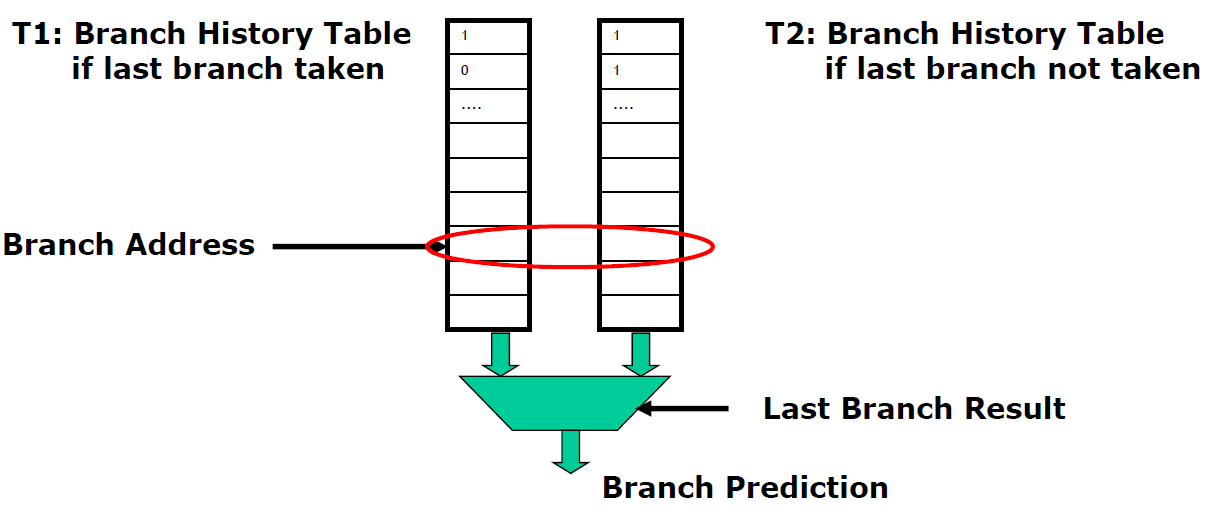 T1: Branch History Table
if last branch taken
1
0
....
1
1
....
T2: Branch History Table
if last branch not taken
Branch Address
Last Branch Result
Branch Prediction